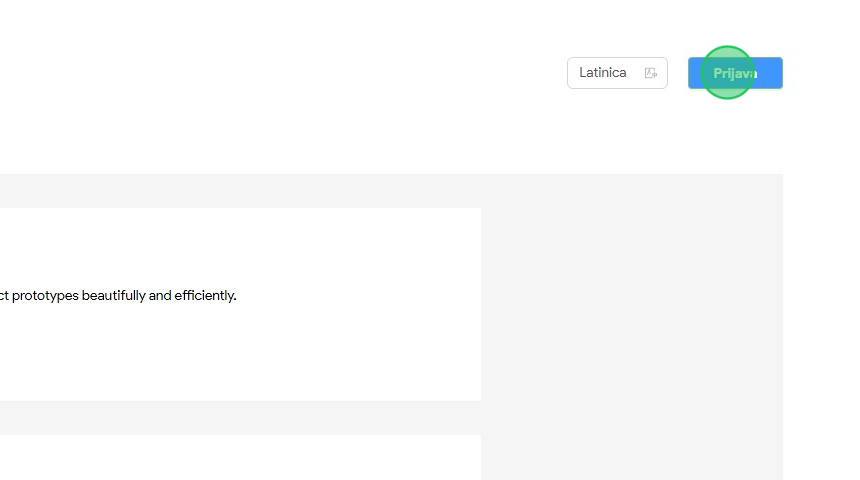 Latinica
Prijava
ct prototypes beautifully and efficiently.